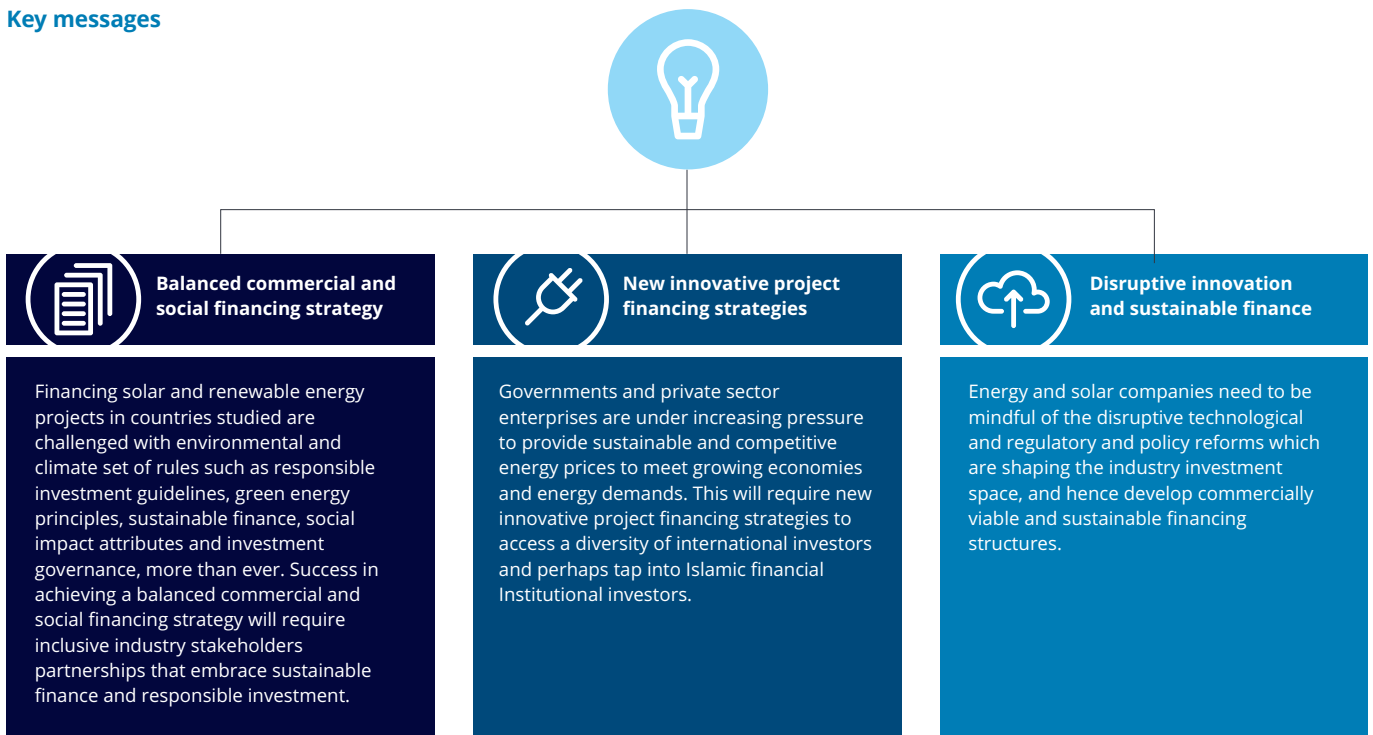 Key messages
Balanced commercial and
social financing strategy
Financing solar and renewable energy
projects in countries studied are
challenged with environmental and
climate set of rules such as responsible
investment guidelines, green energy
principles, sustainable finance, social
impact attributes and investment
governance, more than ever. Success in
achieving a balanced commercial and
social financing strategy will require
inclusive industry stakeholders
partnerships that embrace sustainable
finance and responsible investment.
New innovative project
financing strategies
Governments and private sector
enterprises are under increasing pressure
to provide sustainable and competitive
energy prices to meet growing economies
and energy demands. This will require new
innovative project financing strategies to
access a diversity of international investors
and perhaps tap into Islamic financial
Institutional investors.
Disruptive innovation
and sustainable finance
Energy and solar companies need to be
mindful of the disruptive technological
and regulatory and policy reforms which
are shaping the industry investment
space, and hence develop commercially
viable and sustainable financing
structures.